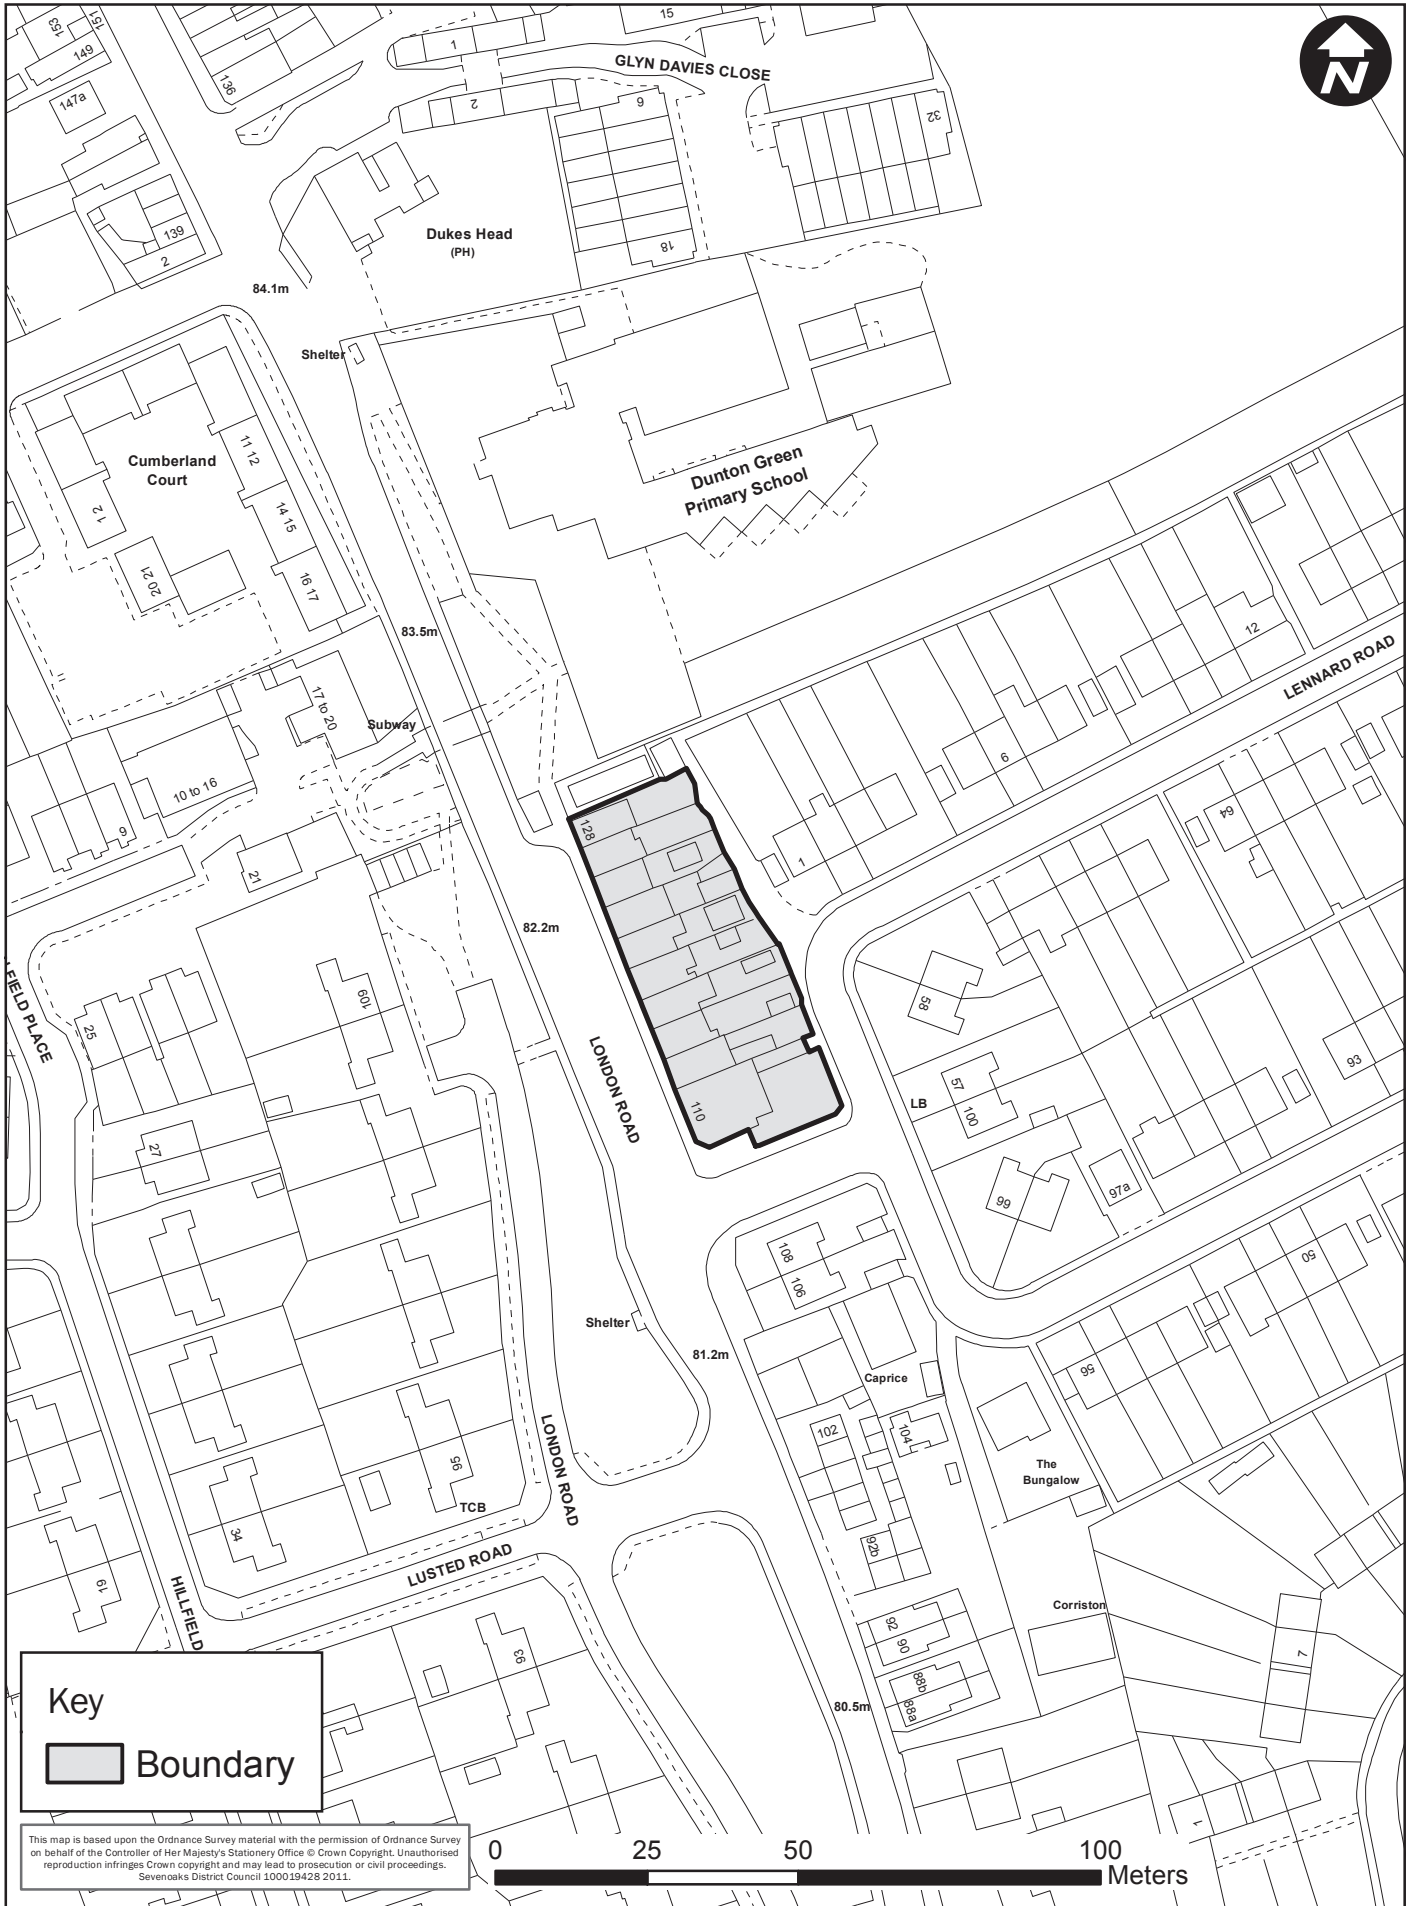 153
151
149
147a
136
1
15
GLYN DAVIES CLOSE
N
2
6
32
139
2
18
Dukes Head
(PH)
84.1m
Shelter
Cumberland
Court
11 12
14 15
16 17
1 2
20 21
Dunton Green
Primary School
83.5m
17 to 20
Subway
10 to 16
9
21
12
LENNARD ROAD
6
1
64
128
82.2m
109
25
LFIELD PLACE
58
57
100
LB
93
LONDON ROAD
110
27
99
97a
108
106
50
Shelter
81.2m
Caprice
56
102
104
The
Bungalow
LONDON ROAD
95
TCB
34
92b
LUSTED ROAD
19
HILLFIELD
Corriston
92
90
88b
88a
93
7
80.5m
1
Key
Boundary
This map is based upon the Ordnance Survey material with the permission of Ordnance Survey
on behalf of the Controller of Her Majesty's Stationery Office © Crown Copyright. Unauthorised
reproduction infringes Crown copyright and may lead to prosecution or civil proceedings.
Sevenoaks District Council 100019428 2011.
0 25 50 100
Meters